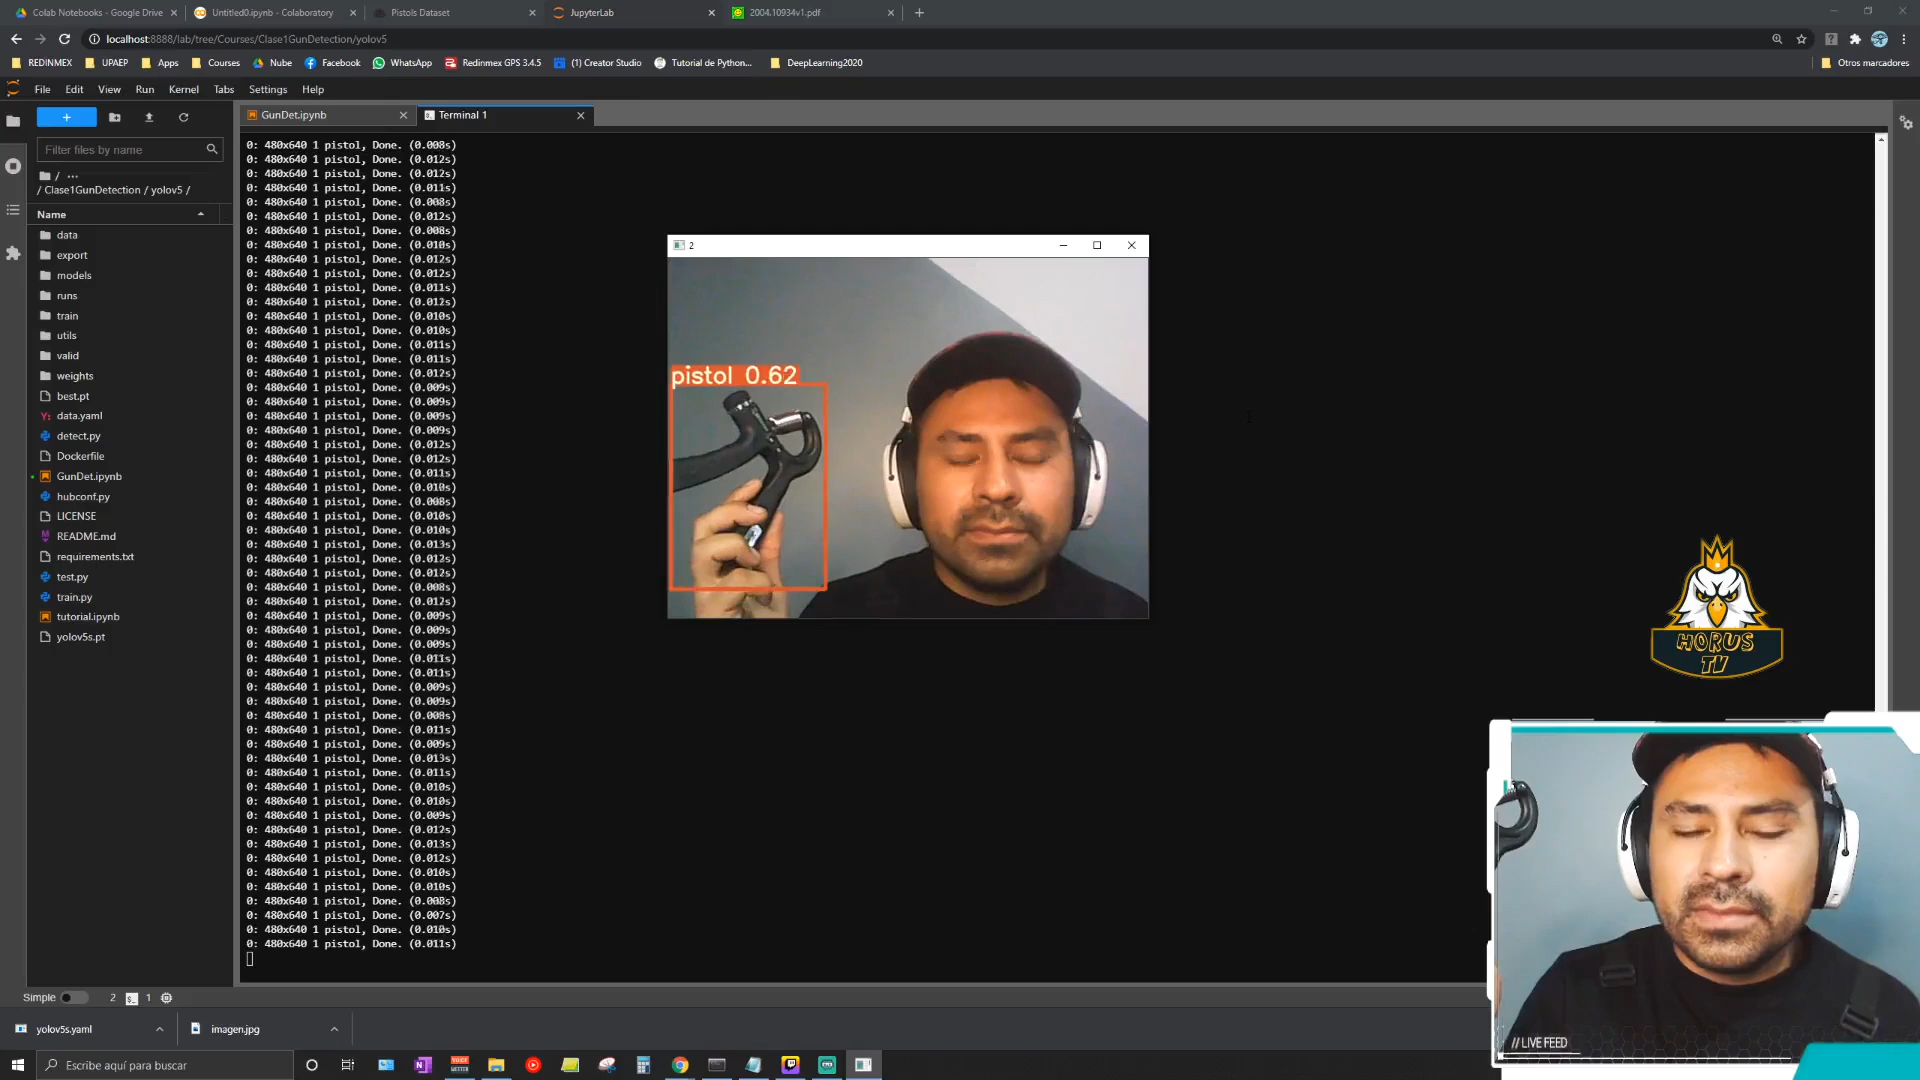 Colab Notebooks - Google Drive
Untitled0.ipynb - Colaboratory
Pistols Dataset
JupyterLab
2004.10934v1.pdf
localhost:8888/lab/tree/Courses/Clase1GunDetection/yolov5
REDINMEX UPAEP Apps Courses Nube Facebook WhatsApp Redinmex GPS 3.4.5 (1) Creator Studio Tutorial de Python... DeepLearning2020 Otros marcadores
File Edit View Run Kernel Tabs Settings Help
GunDet.ipynb
Terminal 1
Filter files by name
/ ...
/ Clase1GunDetection / yolov5 /
Name
data
export
models
runs
train
utils
valid
weights
best.pt
data.yaml
detect.py
Dockerfile
GunDet.ipynb
hubconf.py
LICENSE
README.md
requirements.txt
test.py
train.py
tutorial.ipynb
yolov5s.pt
0: 480x640 1 pistol, Done. (0.008s)
0: 480x640 1 pistol, Done. (0.012s)
0: 480x640 1 pistol, Done. (0.012s)
0: 480x640 1 pistol, Done. (0.011s)
0: 480x640 1 pistol, Done. (0.008s)
0: 480x640 1 pistol, Done. (0.012s)
0: 480x640 1 pistol, Done. (0.008s)
0: 480x640 1 pistol, Done. (0.010s)
0: 480x640 1 pistol, Done. (0.012s)
0: 480x640 1 pistol, Done. (0.012s)
0: 480x640 1 pistol, Done. (0.011s)
0: 480x640 1 pistol, Done. (0.012s)
0: 480x640 1 pistol, Done. (0.010s)
0: 480x640 1 pistol, Done. (0.010s)
0: 480x640 1 pistol, Done. (0.011s)
0: 480x640 1 pistol, Done. (0.011s)
0: 480x640 1 pistol, Done. (0.012s)
0: 480x640 1 pistol, Done. (0.009s)
0: 480x640 1 pistol, Done. (0.009s)
0: 480x640 1 pistol, Done. (0.009s)
0: 480x640 1 pistol, Done. (0.009s)
0: 480x640 1 pistol, Done. (0.012s)
0: 480x640 1 pistol, Done. (0.012s)
0: 480x640 1 pistol, Done. (0.011s)
0: 480x640 1 pistol, Done. (0.010s)
0: 480x640 1 pistol, Done. (0.008s)
0: 480x640 1 pistol, Done. (0.010s)
0: 480x640 1 pistol, Done. (0.010s)
0: 480x640 1 pistol, Done. (0.013s)
0: 480x640 1 pistol, Done. (0.012s)
0: 480x640 1 pistol, Done. (0.012s)
0: 480x640 1 pistol, Done. (0.008s)
0: 480x640 1 pistol, Done. (0.012s)
0: 480x640 1 pistol, Done. (0.009s)
0: 480x640 1 pistol, Done. (0.009s)
0: 480x640 1 pistol, Done. (0.009s)
0: 480x640 1 pistol, Done. (0.011s)
0: 480x640 1 pistol, Done. (0.011s)
0: 480x640 1 pistol, Done. (0.009s)
0: 480x640 1 pistol, Done. (0.009s)
0: 480x640 1 pistol, Done. (0.008s)
0: 480x640 1 pistol, Done. (0.011s)
0: 480x640 1 pistol, Done. (0.009s)
0: 480x640 1 pistol, Done. (0.013s)
0: 480x640 1 pistol, Done. (0.011s)
0: 480x640 1 pistol, Done. (0.010s)
0: 480x640 1 pistol, Done. (0.010s)
0: 480x640 1 pistol, Done. (0.009s)
0: 480x640 1 pistol, Done. (0.012s)
0: 480x640 1 pistol, Done. (0.013s)
0: 480x640 1 pistol, Done. (0.012s)
0: 480x640 1 pistol, Done. (0.010s)
0: 480x640 1 pistol, Done. (0.010s)
0: 480x640 1 pistol, Done. (0.008s)
0: 480x640 1 pistol, Done. (0.007s)
0: 480x640 1 pistol, Done. (0.010s)
0: 480x640 1 pistol, Done. (0.011s)
2
pistol 0.62
HORUS
TV
// LIVE FEED
Simple 2 1
yolov5s.yaml
imagen.jpg
Escribe aquí para buscar